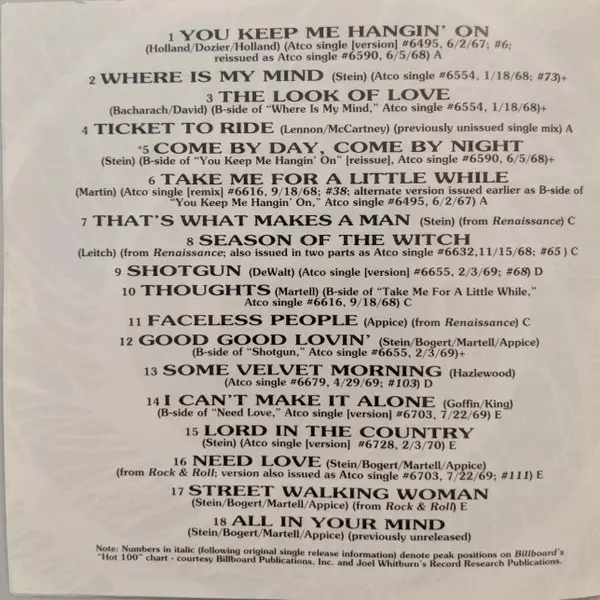 1 YOU KEEP ME HANGIN' ON
(Holland/Dozier/Holland) (Atco single [version] #6495, 6/2/67; #6;
reissued as Atco single #6590, 6/5/68) A
2 WHERE IS MY MIND (Stein) (Atco single #6554, 1/18/68; #73)+
3 THE LOOK OF LOVE
(Bacharach/David) (B-side of "Where Is My Mind," Atco single #6554, 1/18/68)+
4 TICKET TO RIDE (Lennon/McCartney) (previously unissued single mix) A
*5 COME BY DAY, COME BY NIGHT
(Stein) (B-side of "You Keep Me Hangin' On" [reissue], Atco single #6590, 6/5/68)+
6 TAKE ME FOR A LITTLE WHILE
(Martin) (Atco single [remix] #6616, 9/18/68; #38; alternate version issued earlier as B-side of
"You Keep Me Hangin' On," Atco single #6495, 6/2/67) A
7 THAT'S WHAT MAKES A MAN (Stein) (from Renaissance) C
8 SEASON OF THE WITCH
(Leitch) (from Renaissance; also issued in two parts as Atco single #6632,11/15/68; #65 ) C
9 SHOTGUN (DeWalt) (Atco single [version] #6655, 2/3/69; #68) D
10 THOUGHTS (Martell) (B-side of "Take Me For A Little While,"
Atco single #6616, 9/18/68) C
11 FACELESS PEOPLE (Appice) (from Renaissance) C
12 GOOD GOOD LOVIN' (Stein/Bogert/Martell/Appice)
(B-side of "Shotgun," Atco single #6655, 2/3/69)+
13 SOME VELVET MORNING (Hazlewood)
(Atco single #6679, 4/29/69; #103) D
14 I CAN'T MAKE IT ALONE (Goffin/King)
(B-side of "Need Love," Atco single [version] #6703, 7/22/69) E
15 LORD IN THE COUNTRY
(Stein) (Atco single [version] #6728, 2/3/70) E
16 NEED LOVE (Stein/Bogert/Martell/Appice)
(from Rock & Roll; version also issued as Atco single #6703, 7/22/69; #111) E
17 STREET WALKING WOMAN
(Stein/Bogert/Martell/Appice) (from Rock & Roll) E
18 ALL IN YOUR MIND
(Stein/Bogert/Martell/Appice) (previously unreleased)
Note: Numbers in italic (following original single release information) denote peak positions on Billboard's
"Hot 100" chart - courtesy Billboard Publications, Inc. and Joel Whitburn's Record Research Publications.